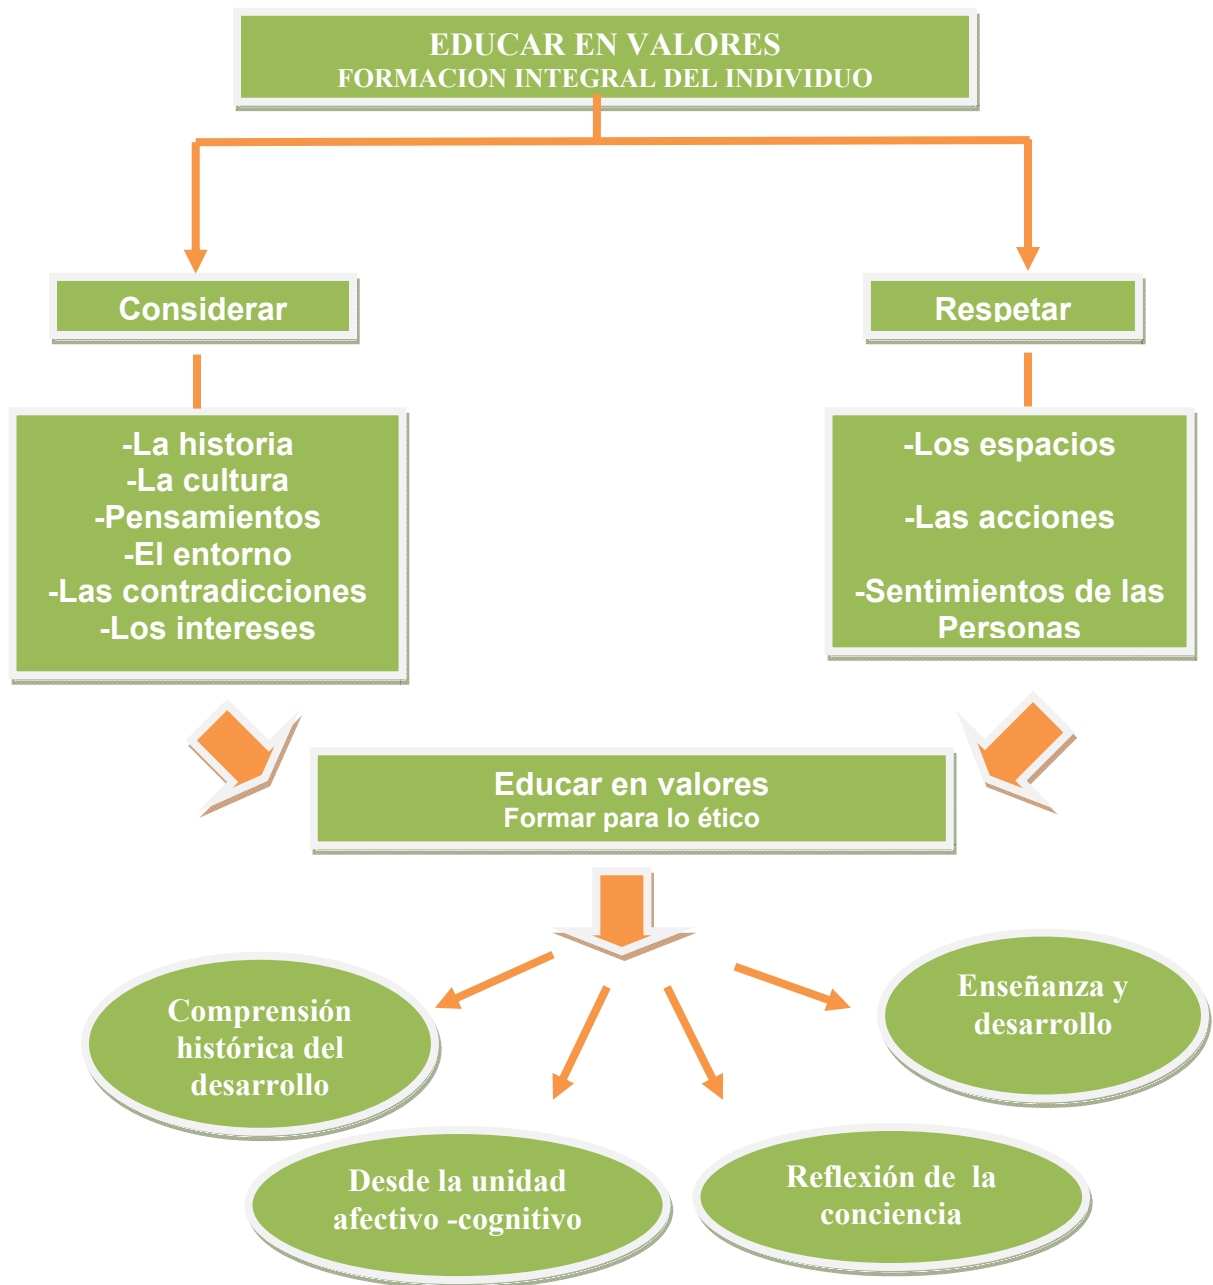 EDUCAR EN VALORES
FORMACION INTEGRAL DEL INDIVIDUO
Considerar
Respetar
-La historia
-La cultura
-Pensamientos
-El entorno
-Las contradicciones
-Los intereses
-Los espacios
-Las acciones
-Sentimientos de las
Personas
Educar en valores
Formar para lo ético
Comprensión
histórica del
desarrollo
Enseñanza y
desarrollo
Desde la unidad
afectivo -cognitivo
Reflexión de  la
conciencia